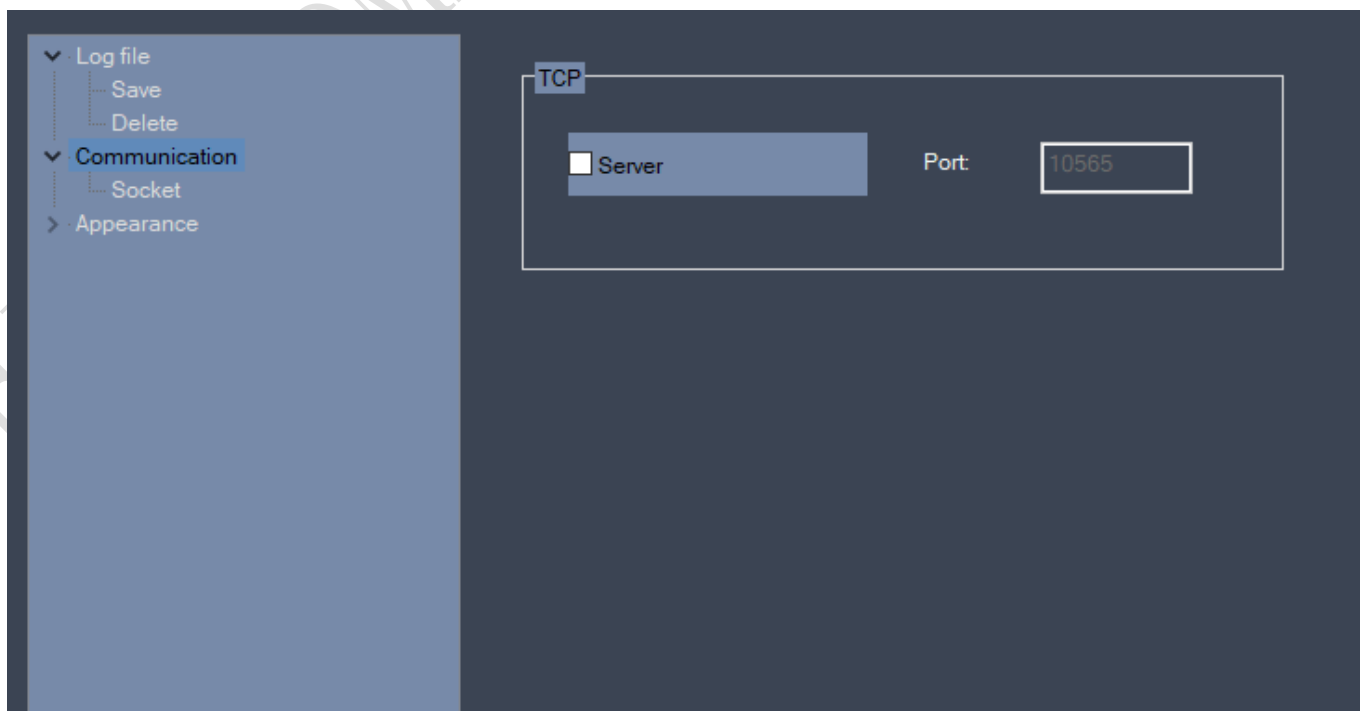 Log file
Save
Delete
Communication
Socket
Appearance
TCP
Server
Port:
10565